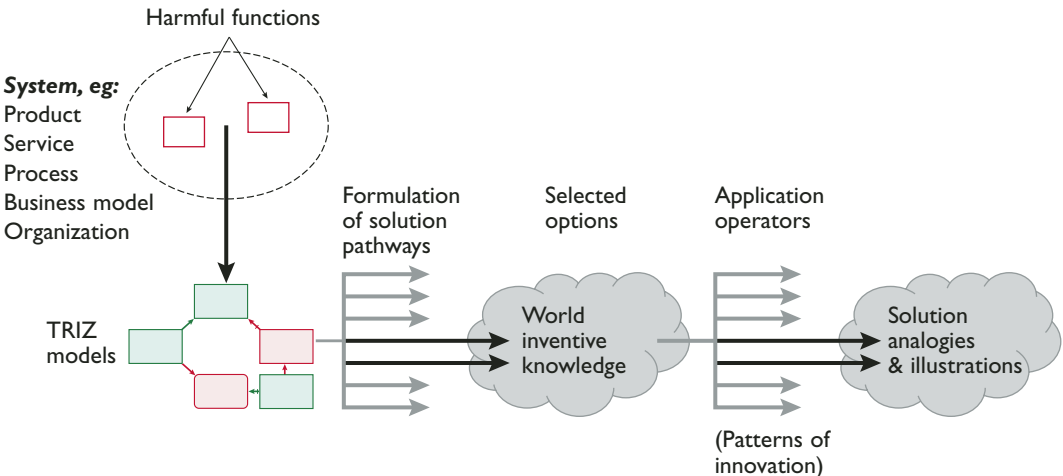 Harmful functions
System, eg:
Product
Service
Process
Business model
Organization
Formulation
of solution
pathways
Selected
options
Application
operators
TRIZ
models
World
inventive
knowledge
Solution
analogies
& illustrations
(Patterns of
innovation)